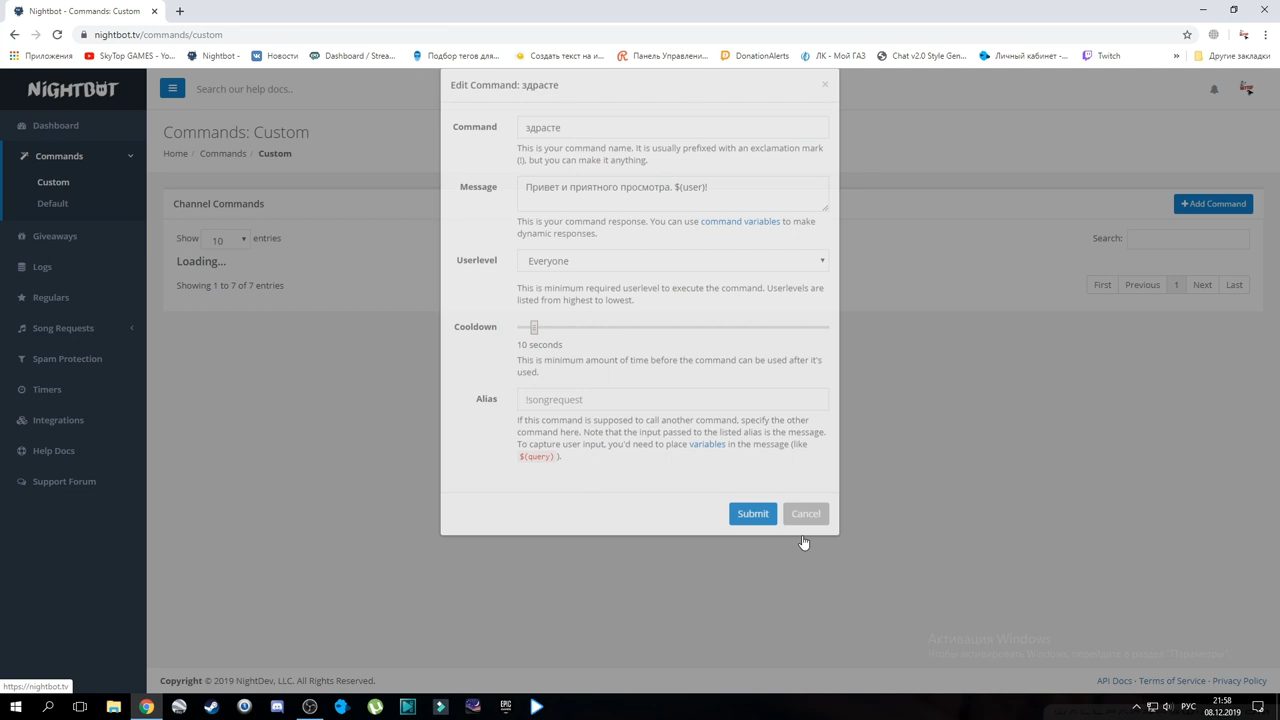 Nightbot - Commands: Custom
nightbot.tv/commands/custom
Приложения
SkyTop GAMES - Yo...
Nightbot -
Новости
Dashboard / Strea...
Подбор тегов для...
Создать текст на и...
Панель Управлени...
DonationAlerts
ЛК - Мой ГАЗ
Chat v2.0 Style Gen...
Личный кабинет -...
Twitch
»
Другие закладки
NIGHTBOT
Search our help docs..
Dashboard
Commands
Custom
Default
Giveaways
Logs
Regulars
Song Requests
Spam Protection
Timers
Integrations
Help Docs
Support Forum
Commands: Custom
Home / Commands / Custom
Channel Commands
+ Add Command
Show 10 entries
Search:
Loading...
Showing 1 to 7 of 7 entries
First Previous 1 Next Last
Edit Command: здрасте
×
Command
здрасте
This is your command name. It is usually prefixed with an exclamation mark
(!), but you can make it anything.
Message
Привет и приятного просмотра. $(user)!
This is your command response. You can use command variables to make
dynamic responses.
Userlevel
Everyone
This is minimum required userlevel to execute the command. Userlevels are
listed from highest to lowest.
Cooldown
10 seconds
This is minimum amount of time before the command can be used after it's
used.
Alias
!songrequest
If this command is supposed to call another command, specify the other
command here. Note that the input passed to the listed alias is the message.
To capture user input, you'd need to place variables in the message (like
$(query) ).
Submit
Cancel
Активация Windows
Чтобы активировать Windows, перейдите в раздел "Параметры".
https://nightbot.tv
Copyright © 2019 NightDev, LLC. All Rights Reserved.
API Docs - Terms of Service - Privacy Policy
EPIC
РУС
21:58
08.12.2019